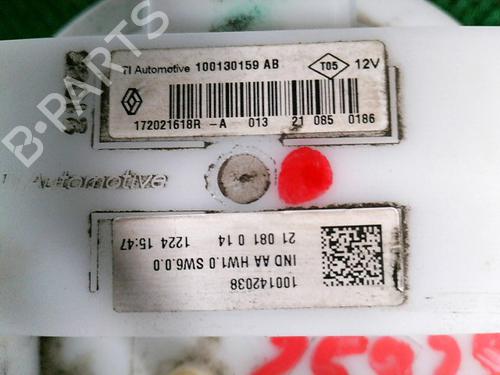 TI Automotive 100130159 AB
T05
12V
172021618R -A 013 21 085 0186
Automotive
100142038
IND AA HW1.0 SW6.0.0
21 081 0 14
1224 15:47
B-PARTS